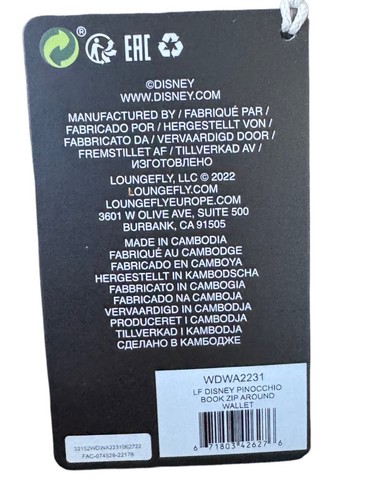 ®
EAC
©DISNEY
WWW.DISNEY.COM
MANUFACTURED BY / FABRIQUÉ PAR /
FABRICADO POR / HERGESTELLT VON /
FABBRICATO DA / VERVAARDIGD DOOR /
FREMSTILLET AF / TILLVERKAD AV /
ИЗГОТОВЛЕНО
LOUNGEFLY, LLC © 2022
LOUNGEFLY.COM
LOUNGEFLYEUROPE.COM
3601 W OLIVE AVE, SUITE 500
BURBANK, CA 91505
MADE IN CAMBODIA
FABRIQUÉ AU CAMBODGE
FABRICADO EN CAMBOYA
HERGESTELLT IN KAMBODSCHA
FABBRICATO IN CAMBOGIA
FABRICADO NA CAMBOJA
VERVAARDIGD IN CAMBODJA
PRODUCERET I CAMBODJA
TILLVERKAD I KAMBODJA
СДЕЛАНО В КАМБОДЖЕ
WDWA2231
LF DISNEY PINOCCHIO
BOOK ZIP AROUND
WALLET
6 71803 42627 6
32152WDWA2231062722
FAC-074528-22178